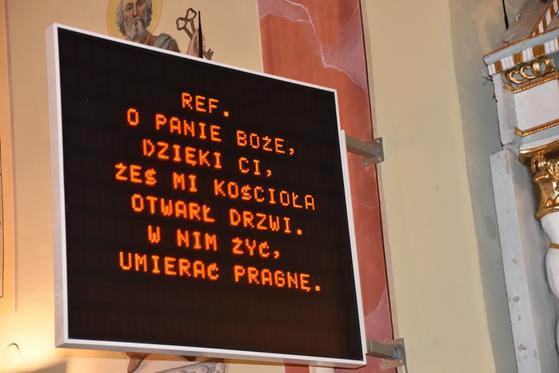 REF.
O PANIE BOŻE,
DZIĘKI CI,
ŻEŚ MI KOŚCIOŁA
OTWARŁ DRZWI.
W NIM ŻYĆ,
UMIERAĆ PRAGNĘ.